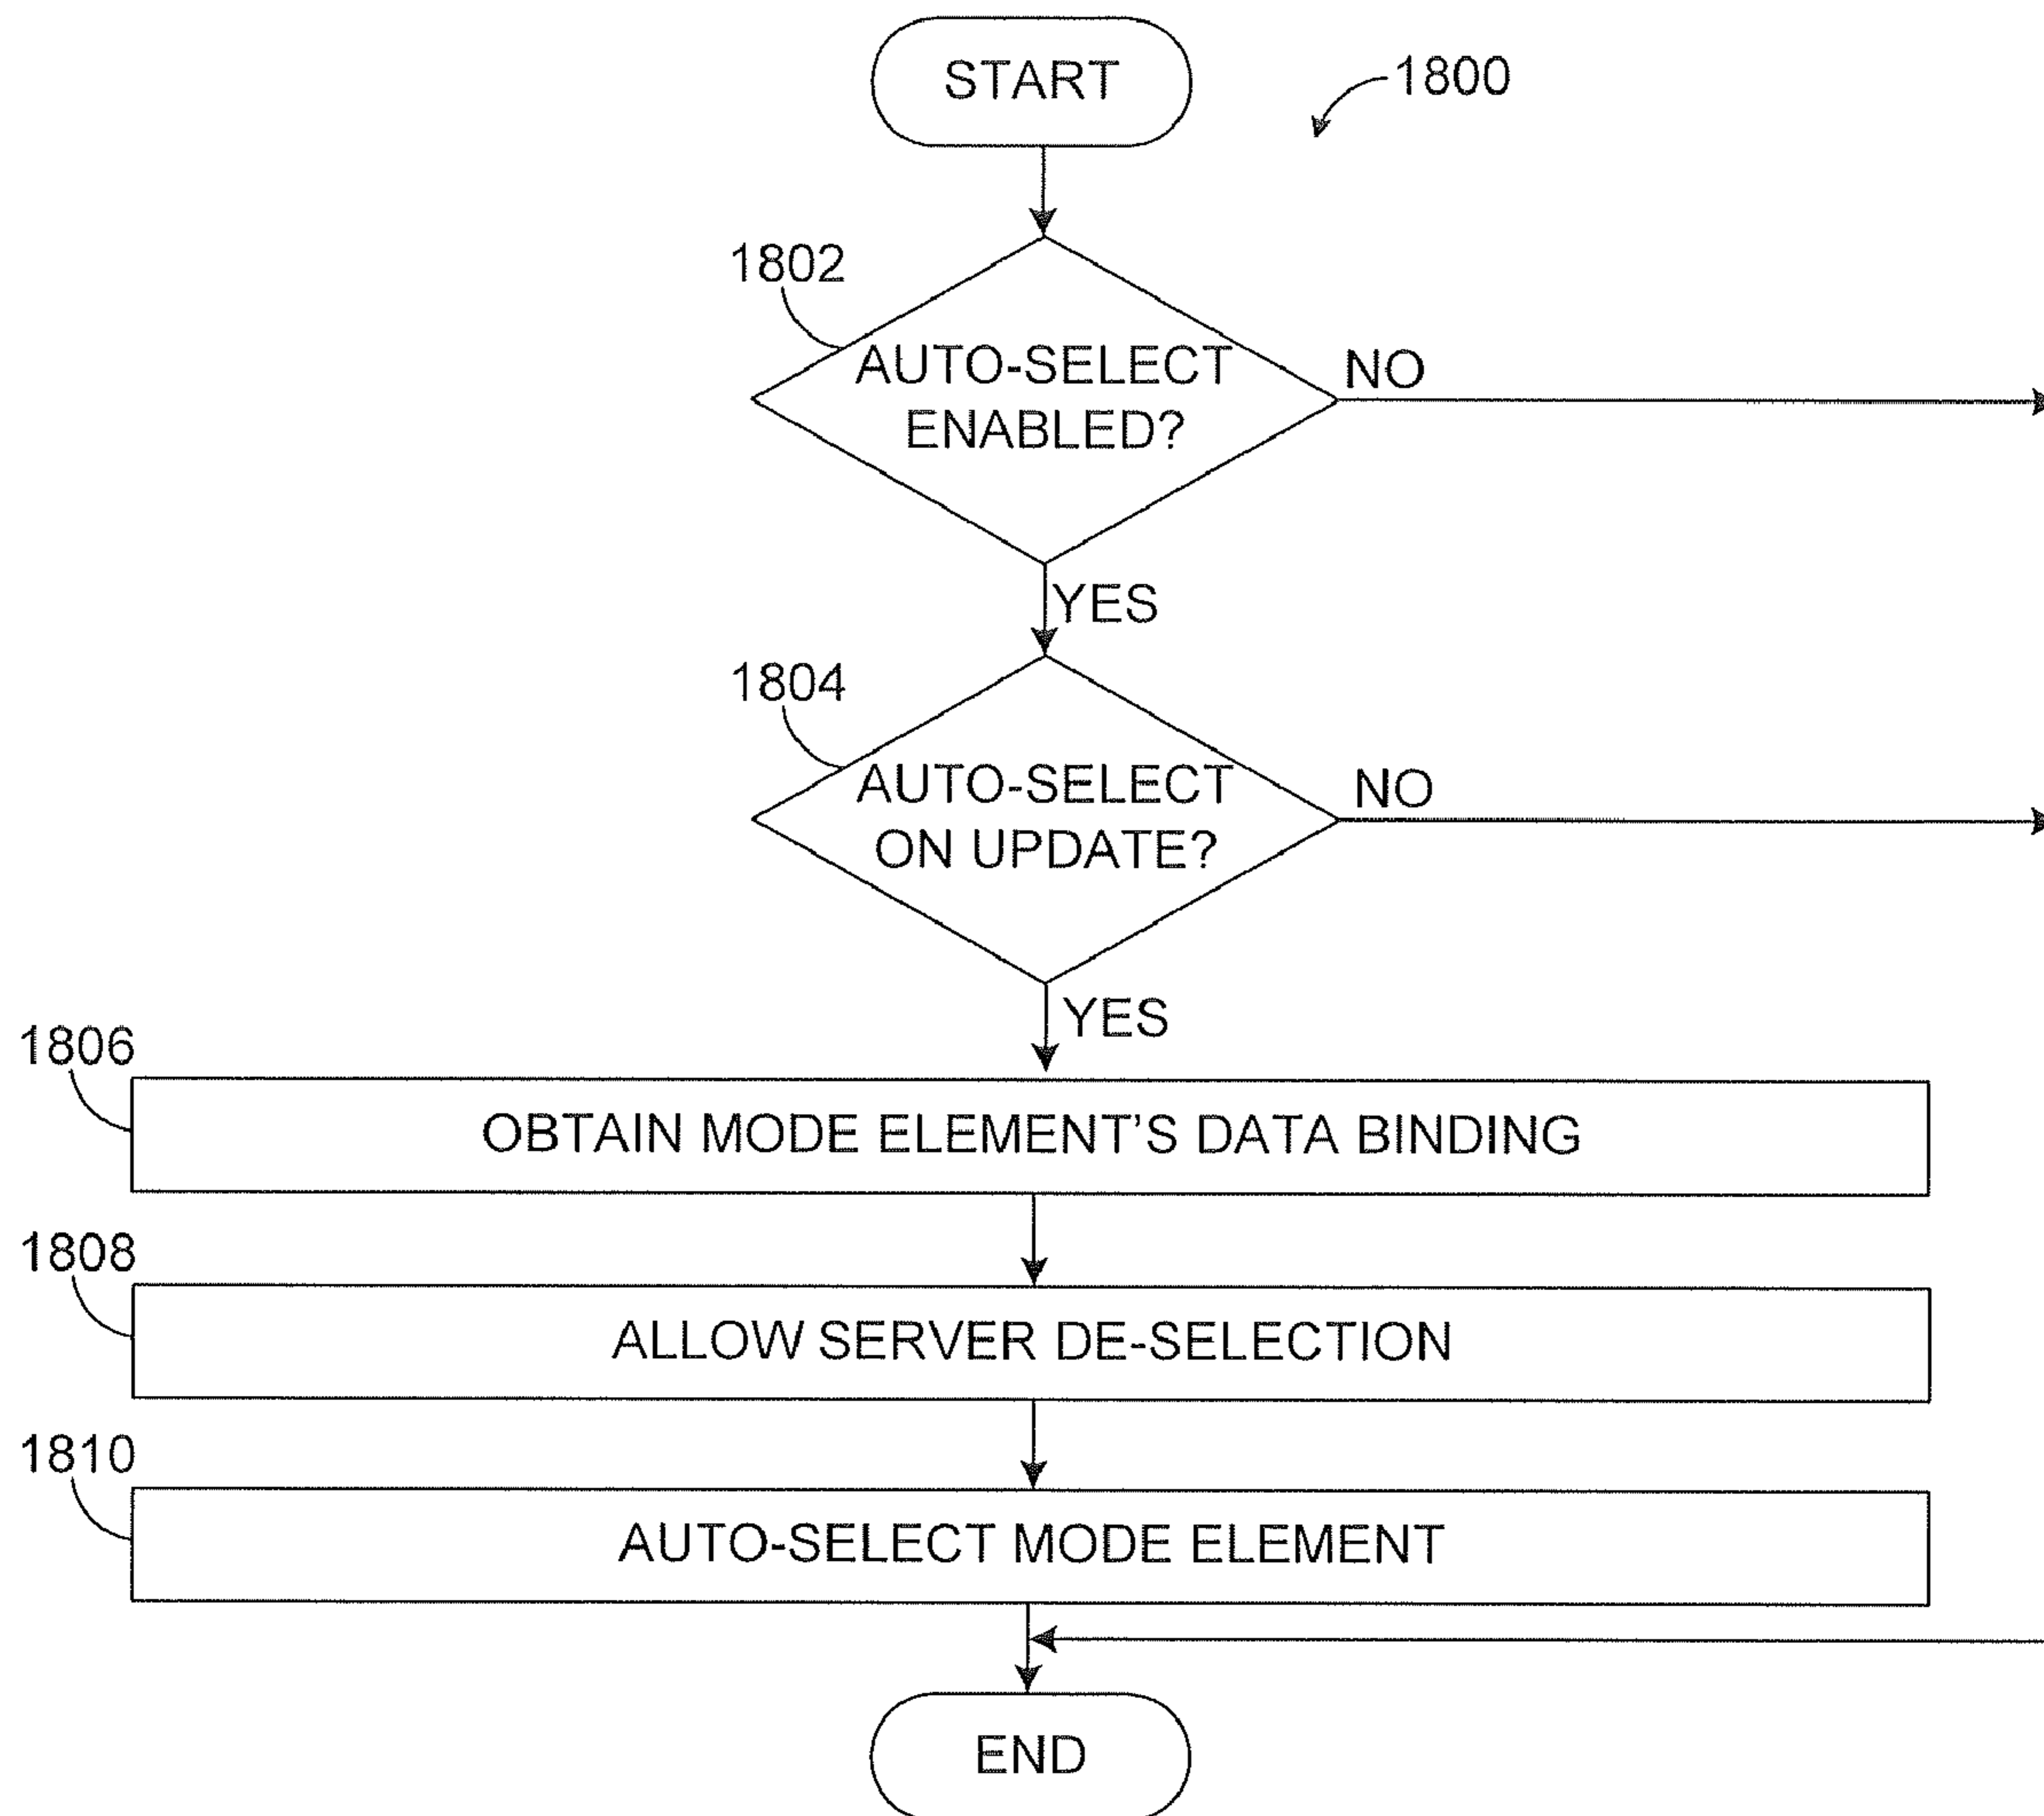 START
1800
1802
AUTO-SELECT
ENABLED?
NO
YES
1804
AUTO-SELECT
ON UPDATE?
NO
YES
1806
OBTAIN MODE ELEMENT'S DATA BINDING
1808
ALLOW SERVER DE-SELECTION
1810
AUTO-SELECT MODE ELEMENT
END